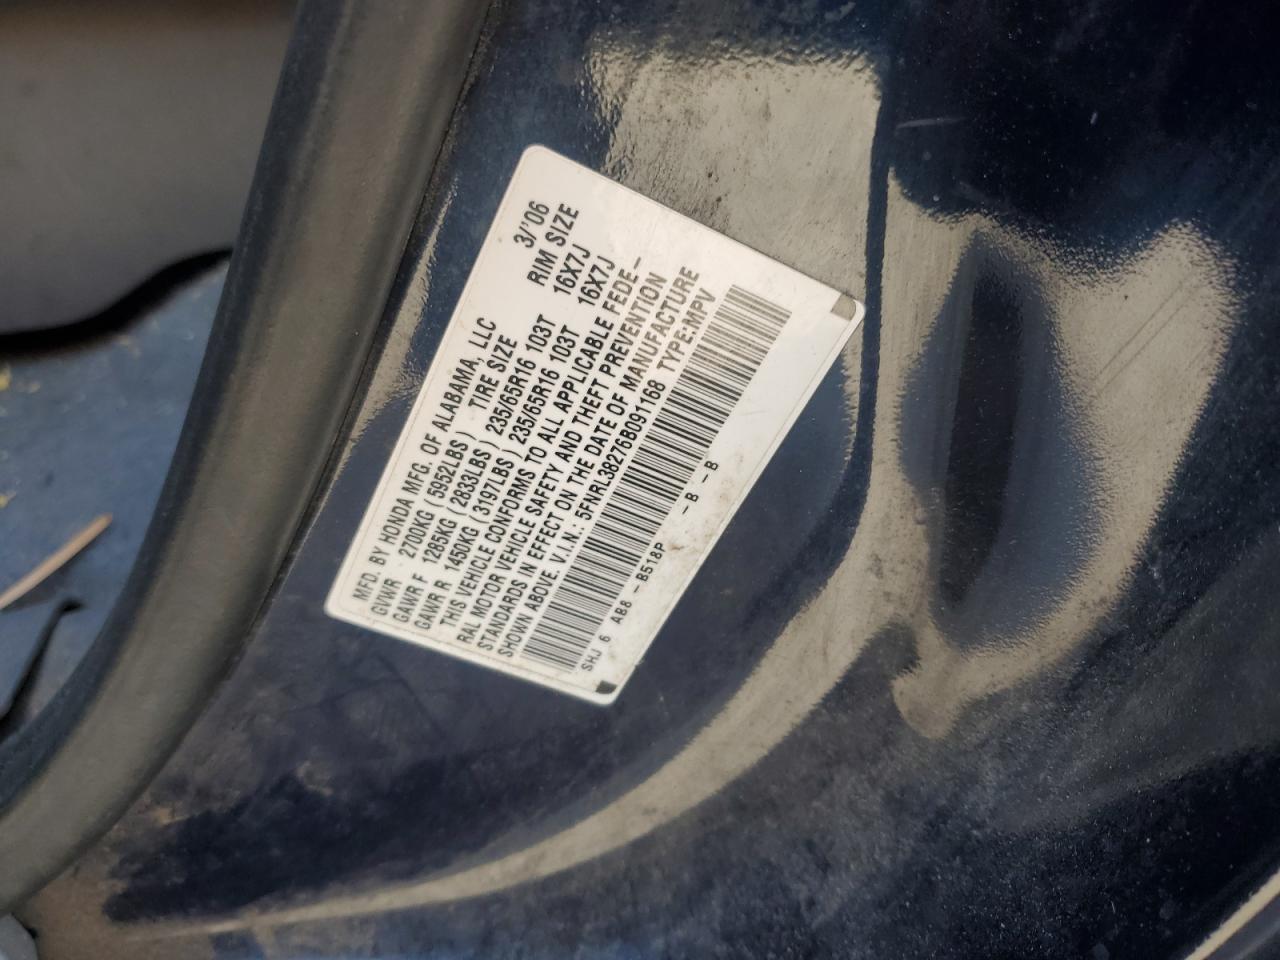 MFD. BY HONDA MFG. OF ALABAMA, LLC 3/'06
GVWR 2700KG (5952LBS) TIRE SIZE RIM SIZE
GAWR F 1285KG (2833LBS) 235/65R16 103T 16X7J
GAWR R 1450KG (3197LBS) 235/65R16 103T 16X7J
THIS VEHICLE CONFORMS TO ALL APPLICABLE FEDE-
RAL MOTOR VEHICLE SAFETY AND THEFT PREVENTION
STANDARDS IN EFFECT ON THE DATE OF MANUFACTURE
SHOWN ABOVE. V.I.N.: 5FNRL38276B091168 TYPE:MPV
SHJ 6 AB8 - B518P - B - B